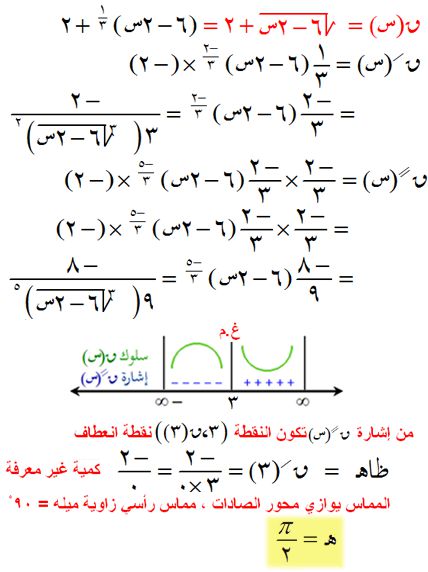 ق(س) = ∛(٦ − ٢س) + ٢ = (٦ − ٢س)^(١/٣) + ٢
قَ(س) = ١/٣ (٦ − ٢س)^(−٢/٣) × (−٢)
= −٢/٣ (٦ − ٢س)^(−٢/٣) = −٢ / ٣(∛(٦ − ٢س))^٢
قً(س) = −٢/٣ × −٢/٣ (٦ − ٢س)^(−٥/٣) × (−٢)
= −٢/٣ × −٢/٣ (٦ − ٢س)^(−٥/٣) × (−٢)
= −٨/٩ (٦ − ٢س)^(−٥/٣) = −٨ / ٩(∛(٦ − ٢س))^٥
غ.م
سلوك ق(س)
إشارة قً(س) − − − − − + + + + +
−∞ ٣ ∞
من إشارة قً(س) تكون النقطة (٣، ق(٣)) نقطة انعطاف
ظاهـ = قَ(٣) = −٢ / ٣×٠ = −٢ / ٠ كمية غير معرفة
المماس يوازي محور الصادات ، مماس رأسي زاوية ميله = ٩٠°
هـ = π/٢